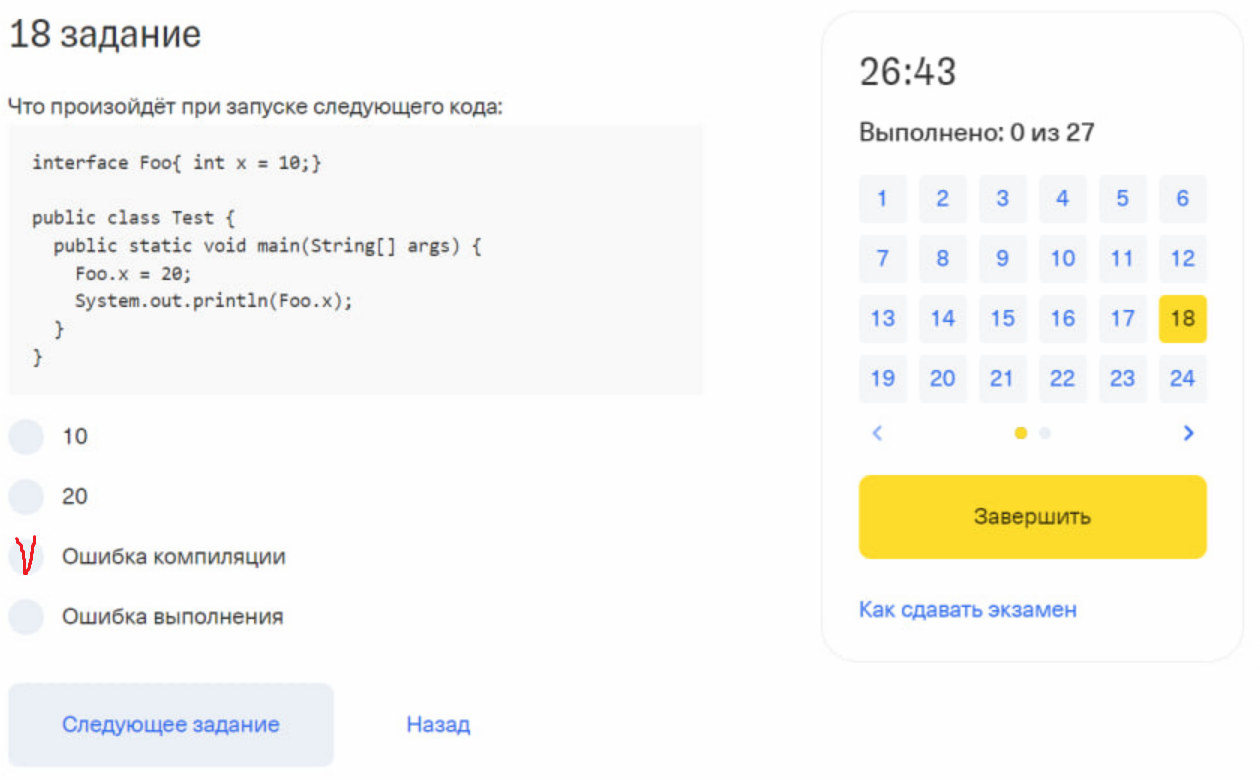 18 задание
Что произойдёт при запуске следующего кода:
interface Foo{ int x = 10;}
public class Test {
public static void main(String[] args) {
Foo.x = 20;
System.out.println(Foo.x);
}
}
10
20
Ошибка компиляции
Ошибка выполнения
Следующее задание Назад
26:43
Выполнено: 0 из 27
1 2 3 4 5 6
7 8 9 10 11 12
13 14 15 16 17 18
19 20 21 22 23 24
Завершить
Как сдавать экзамен